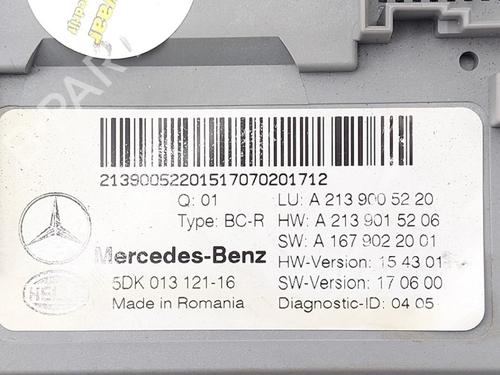 21390052201517070201712
Q: 01 LU: A 213 900 52 20
Type: BC-R HW: A 213 901 52 06
Mercedes-Benz SW: A 167 902 20 01
HW-Version: 15 43 01
5DK 013 121-16 SW-Version: 17 06 00
Made in Romania Diagnostic-ID: 04 05